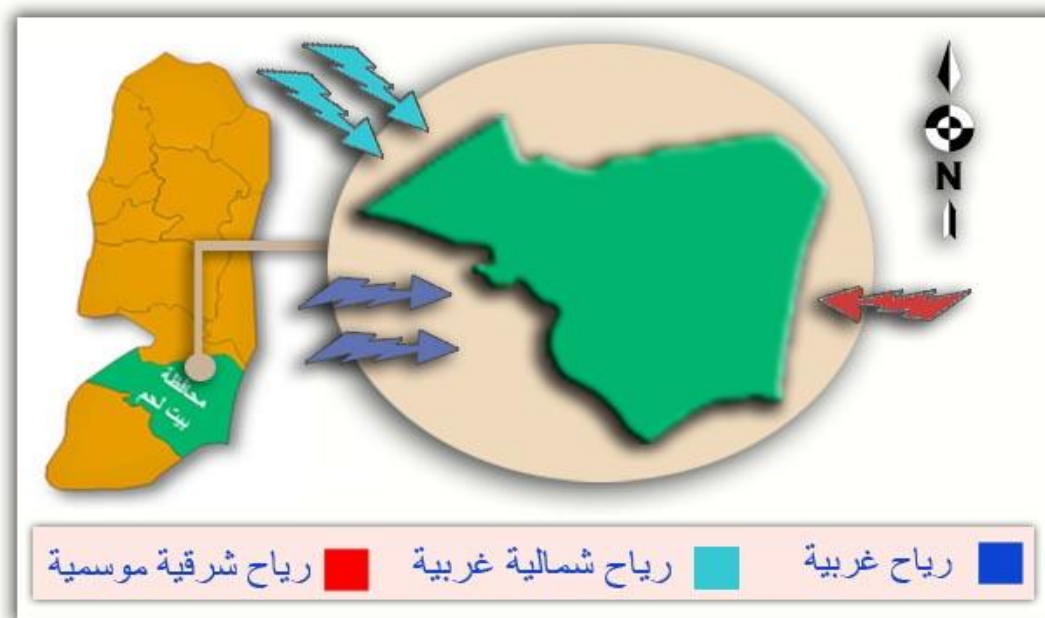 N
محافظة
بيت لحم
رياح غربية
رياح شمالية غربية
رياح شرقية موسمية